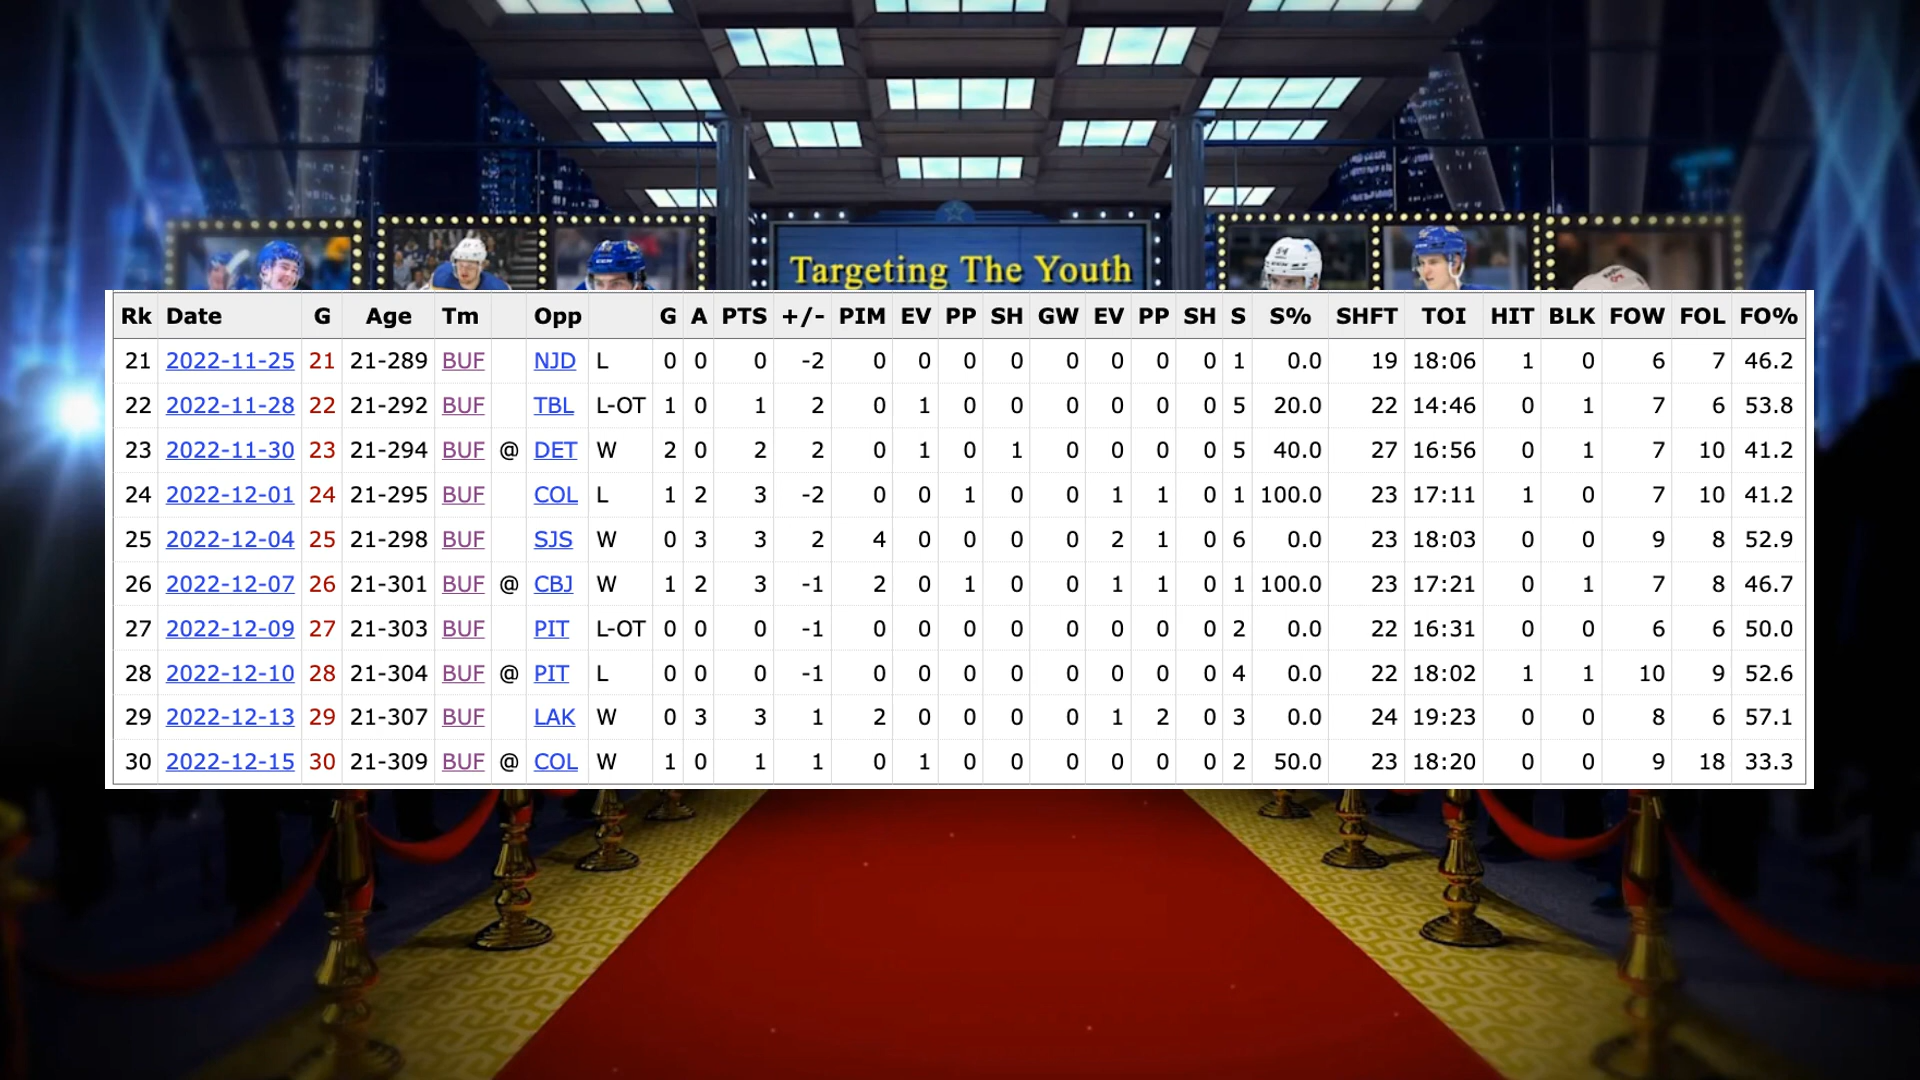 Targeting The Youth
Rk Date G Age Tm Opp G A PTS +/- PIM EV PP SH GW EV PP SH S S% SHFT TOI HIT BLK FOW FOL FO%
21 2022-11-25 21 21-289 BUF NJD L 0 0 0 -2 0 0 0 0 0 0 0 0 1 0.0 19 18:06 1 0 6 7 46.2
22 2022-11-28 22 21-292 BUF TBL L-OT 1 0 1 2 0 1 0 0 0 0 0 0 5 20.0 22 14:46 0 1 7 6 53.8
23 2022-11-30 23 21-294 BUF @ DET W 2 0 2 2 0 1 0 1 0 0 0 0 5 40.0 27 16:56 0 1 7 10 41.2
24 2022-12-01 24 21-295 BUF COL L 1 2 3 -2 0 0 1 0 0 1 1 0 1 100.0 23 17:11 1 0 7 10 41.2
25 2022-12-04 25 21-298 BUF SJS W 0 3 3 2 4 0 0 0 0 2 1 0 6 0.0 23 18:03 0 0 9 8 52.9
26 2022-12-07 26 21-301 BUF @ CBJ W 1 2 3 -1 2 0 1 0 0 1 1 0 1 100.0 23 17:21 0 1 7 8 46.7
27 2022-12-09 27 21-303 BUF PIT L-OT 0 0 0 -1 0 0 0 0 0 0 0 0 2 0.0 22 16:31 0 0 6 6 50.0
28 2022-12-10 28 21-304 BUF @ PIT L 0 0 0 -1 0 0 0 0 0 0 0 0 4 0.0 22 18:02 1 1 10 9 52.6
29 2022-12-13 29 21-307 BUF LAK W 0 3 3 1 2 0 0 0 0 1 2 0 3 0.0 24 19:23 0 0 8 6 57.1
30 2022-12-15 30 21-309 BUF @ COL W 1 0 1 1 0 1 0 0 0 0 0 0 2 50.0 23 18:20 0 0 9 18 33.3